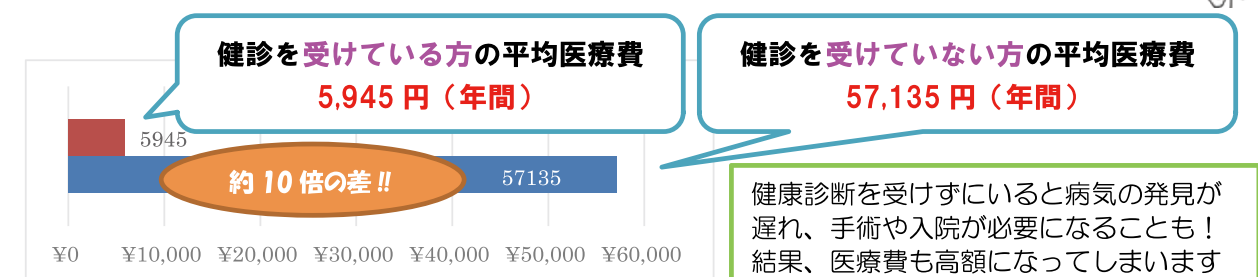 健診を受けている方の平均医療費
5,945 円（年間）
健診を受けていない方の平均医療費
57,135 円（年間）
5945
約 10 倍の差!!
57135
¥0 ¥10,000 ¥20,000 ¥30,000 ¥40,000 ¥50,000 ¥60,000
健康診断を受けずにいると病気の発見が
遅れ、手術や入院が必要になることも！
結果、医療費も高額になってしまいます